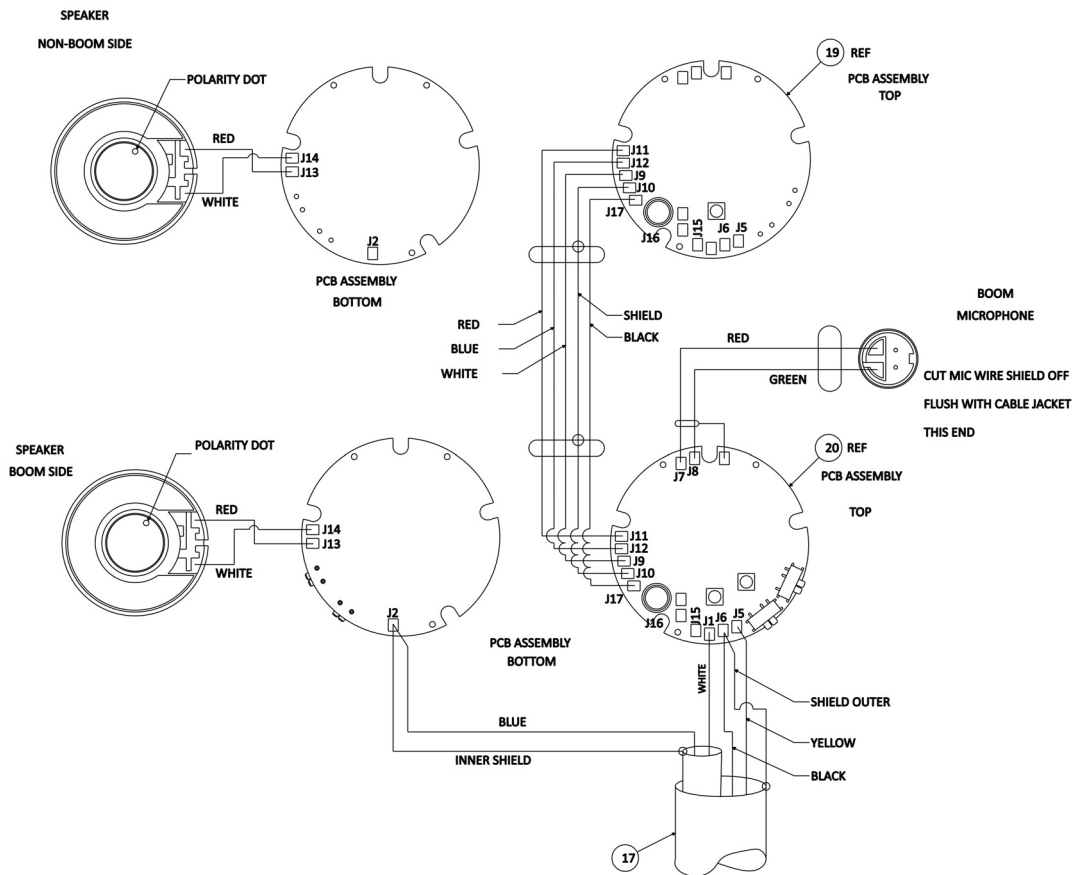 SPEAKER
NON-BOOM SIDE
POLARITY DOT
RED
WHITE
J14
J13
J2
PCB ASSEMBLY
BOTTOM
19 REF
PCB ASSEMBLY
TOP
J11
J12
J9
J10
J17
J16
J15
J6
J5
RED
BLUE
WHITE
SHIELD
BLACK
BOOM
MICROPHONE
RED
GREEN
CUT MIC WIRE SHIELD OFF
FLUSH WITH CABLE JACKET
THIS END
SPEAKER
BOOM SIDE
POLARITY DOT
RED
WHITE
J14
J13
J2
PCB ASSEMBLY
BOTTOM
20 REF
PCB ASSEMBLY
TOP
J7
J8
J11
J12
J9
J10
J17
J16
J15
J1
J6
J5
WHITE
SHIELD OUTER
YELLOW
BLACK
BLUE
INNER SHIELD
17